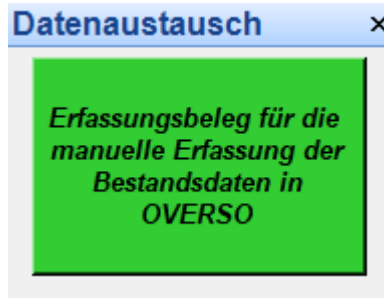 Datenaustausch
Erfassungsbeleg für die
manuelle Erfassung der
Bestandsdaten in
OVERSO